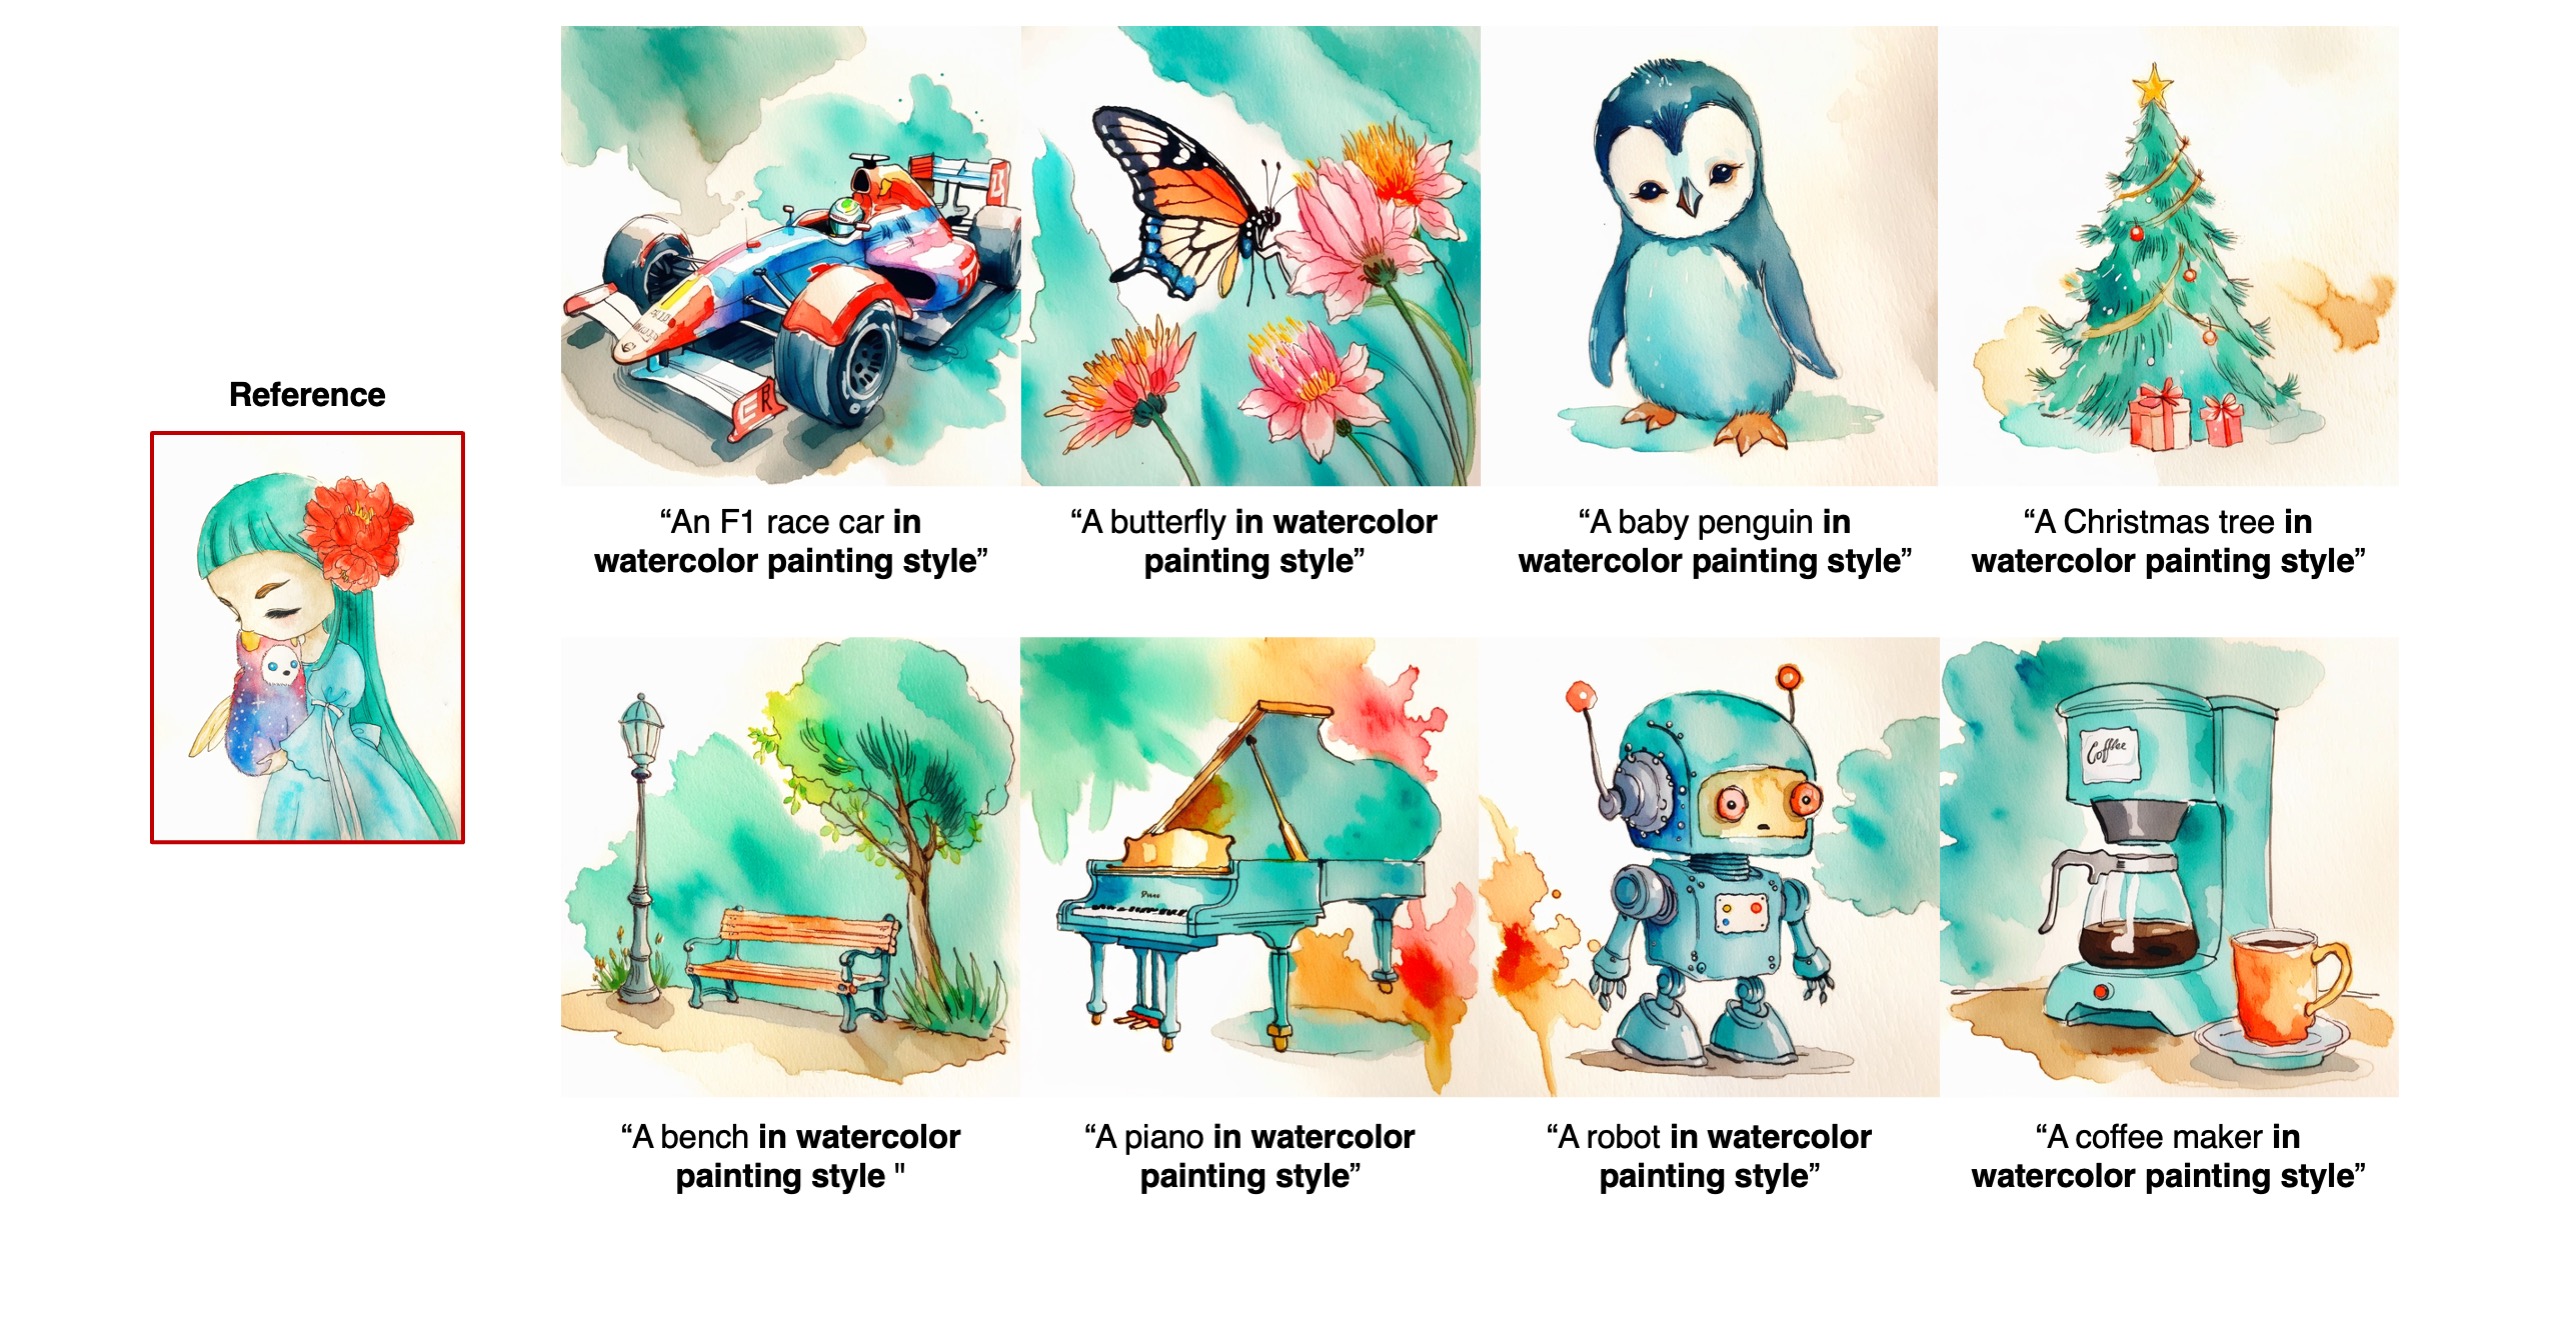 Reference
“An F1 race car in
watercolor painting style”
“A butterfly in watercolor
painting style”
“A baby penguin in
watercolor painting style”
“A Christmas tree in
watercolor painting style”
Cofffee
“A bench in watercolor
painting style "
“A piano in watercolor
painting style”
“A robot in watercolor
painting style”
“A coffee maker in
watercolor painting style”